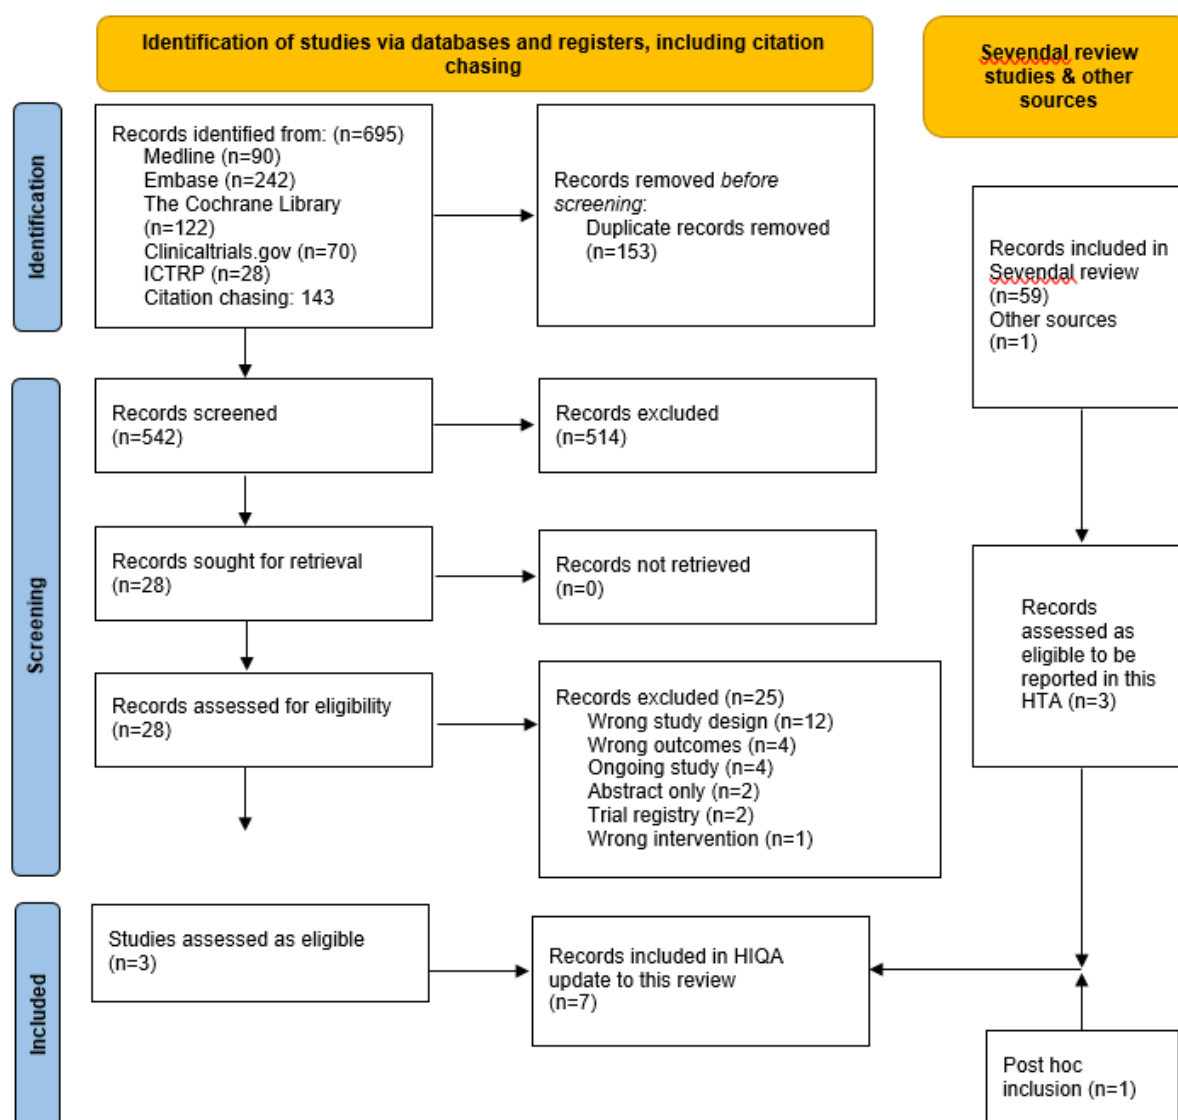 Identification of studies via databases and registers, including citation
chasing
Sevendal review
studies & other
sources
Identification
Records identified from: (n=695)
Medline (n=90)
Embase (n=242)
The Cochrane Library
(n=122)
Clinicaltrials.gov (n=70)
ICTRP (n=28)
Citation chasing: 143
Records removed before
screening:
Duplicate records removed
(n=153)
Records included in
Sevendal review
(n=59)
Other sources
(n=1)
Screening
Records screened
(n=542)
Records excluded
(n=514)
Records sought for retrieval
(n=28)
Records not retrieved
(n=0)
Records
assessed as
eligible to be
reported in this
HTA (n=3)
Records assessed for eligibility
(n=28)
Records excluded (n=25)
Wrong study design (n=12)
Wrong outcomes (n=4)
Ongoing study (n=4)
Abstract only (n=2)
Trial registry (n=2)
Wrong intervention (n=1)
Included
Studies assessed as eligible
(n=3)
Records included in HIQA
update to this review
(n=7)
Post hoc
inclusion (n=1)